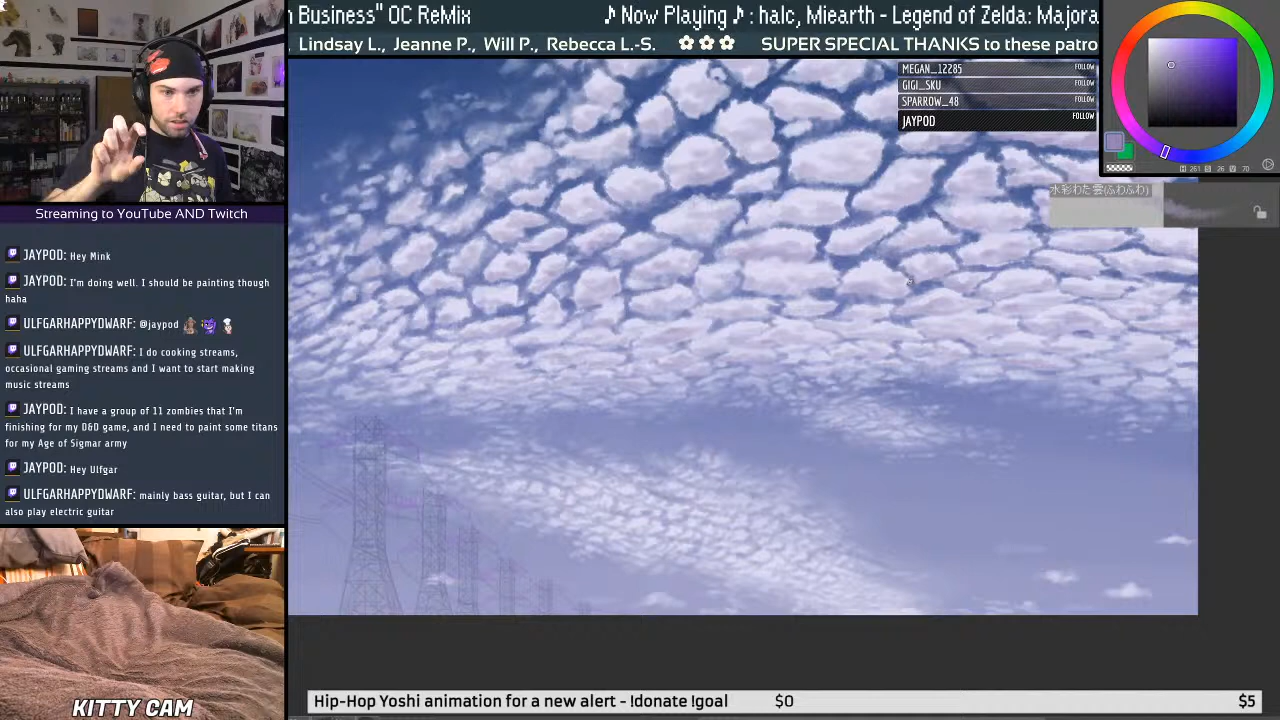 n Business" OC ReMix ♪ Now Playing ♪ : halc, Miearth - Legend of Zelda: Majora
, Lindsay L., Jeanne P., Will P., Rebecca L.-S. ✿ ✿ ✿ SUPER SPECIAL THANKS to these patro
MEGAN_12285 FOLLOW
GIGI_SKU FOLLOW
SPARROW_48 FOLLOW
JAYPOD FOLLOW
H 261 S 26 V 70
水彩わた雲(ふわふわ)
Streaming to YouTube AND Twitch
JAYPOD: Hey Mink
JAYPOD: I'm doing well. I should be painting though
haha
ULFGARHAPPYDWARF: @jaypod
ULFGARHAPPYDWARF: I do cooking streams,
occasional gaming streams and I want to start making
music streams
JAYPOD: I have a group of 11 zombies that I'm
finishing for my D&D game, and I need to paint some titans
for my Age of Sigmar army
JAYPOD: Hey Ulfgar
ULFGARHAPPYDWARF: mainly bass guitar, but I can
also play electric guitar
KITTY CAM
Hip-Hop Yoshi animation for a new alert - !donate !goal $0 $5